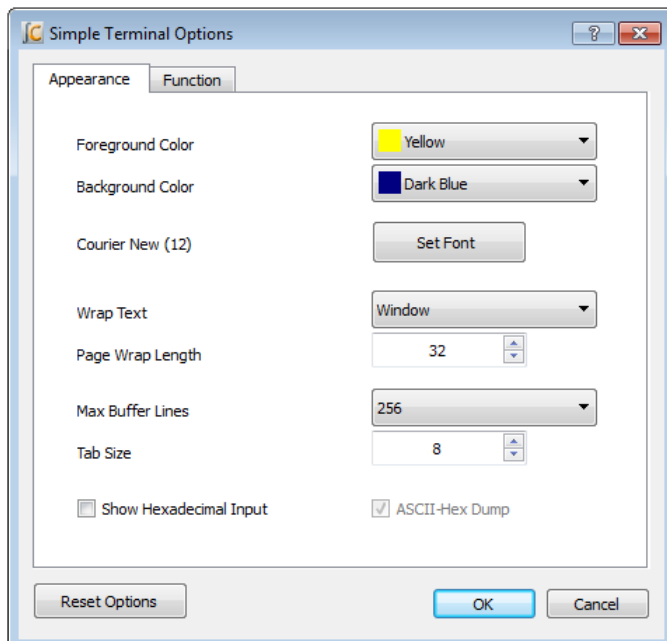 Simple Terminal Options
Appearance
Function
Foreground Color
Yellow
Background Color
Dark Blue
Courier New (12)
Set Font
Wrap Text
Window
Page Wrap Length
32
Max Buffer Lines
256
Tab Size
8
Show Hexadecimal Input
ASCII-Hex Dump
Reset Options
OK
Cancel